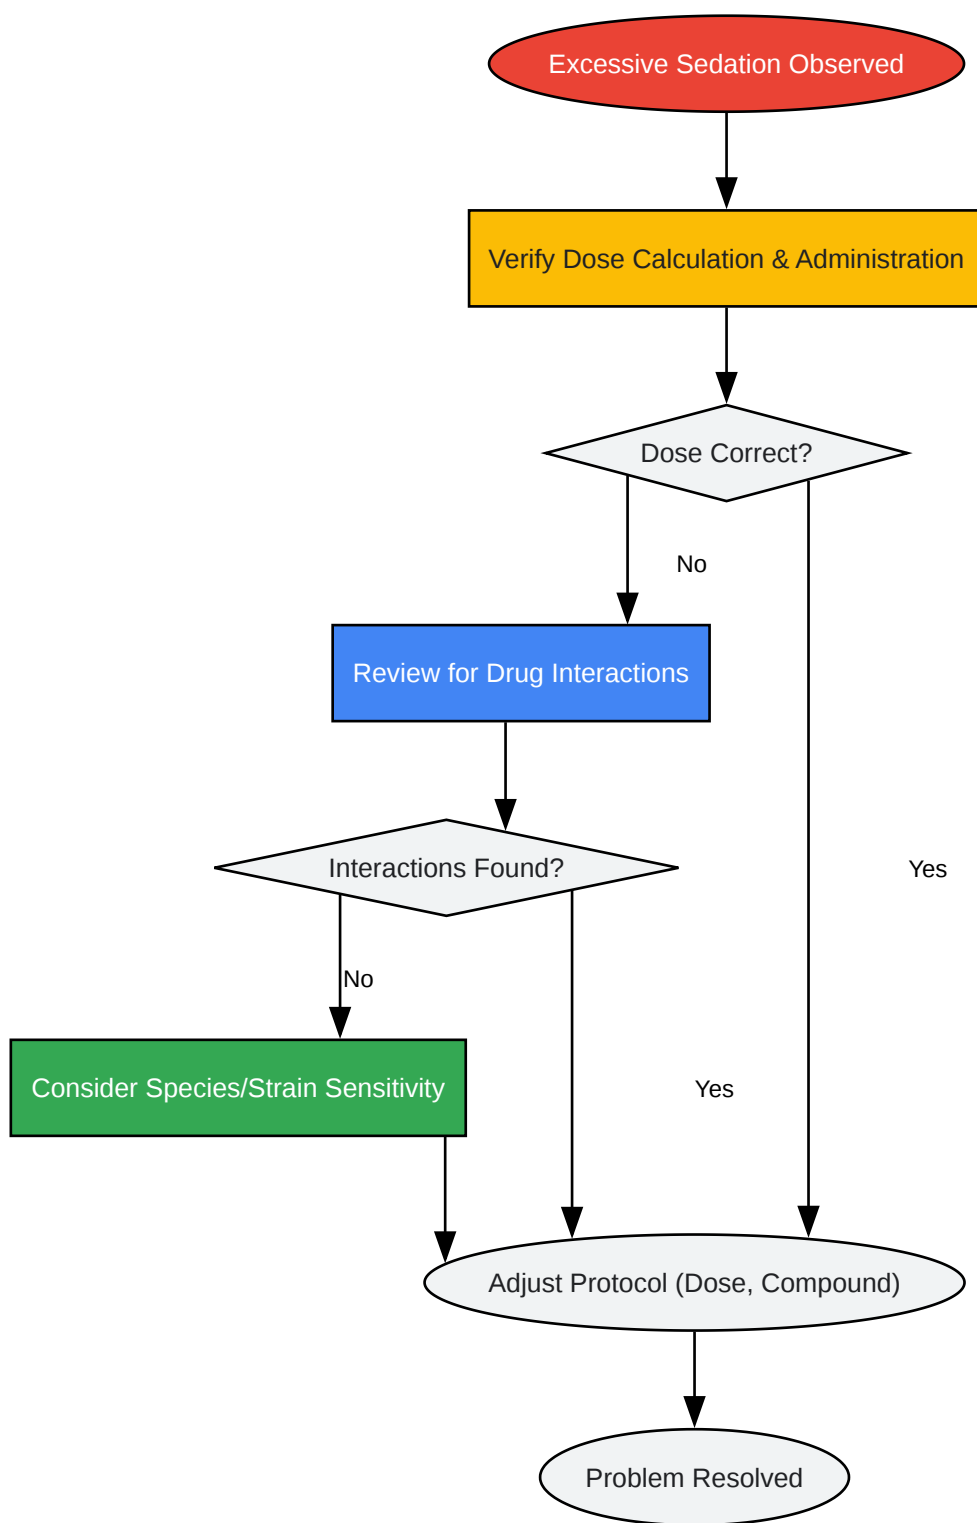 Excessive Sedation Observed
Verify Dose Calculation & Administration
Dose Correct?
No
Review for Drug Interactions
Interactions Found?
Yes
No
Consider Species/Strain Sensitivity
Yes
Adjust Protocol (Dose, Compound)
Problem Resolved